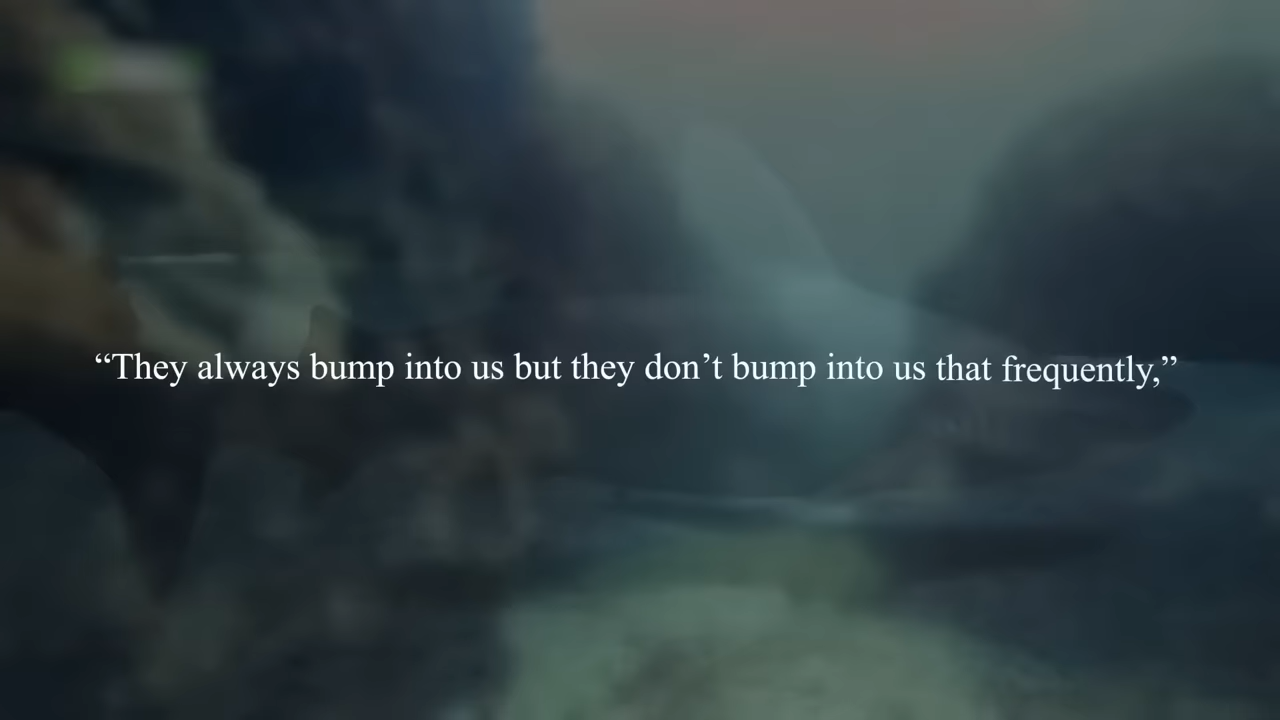 “They always bump into us but they don’t bump into us that frequently,”